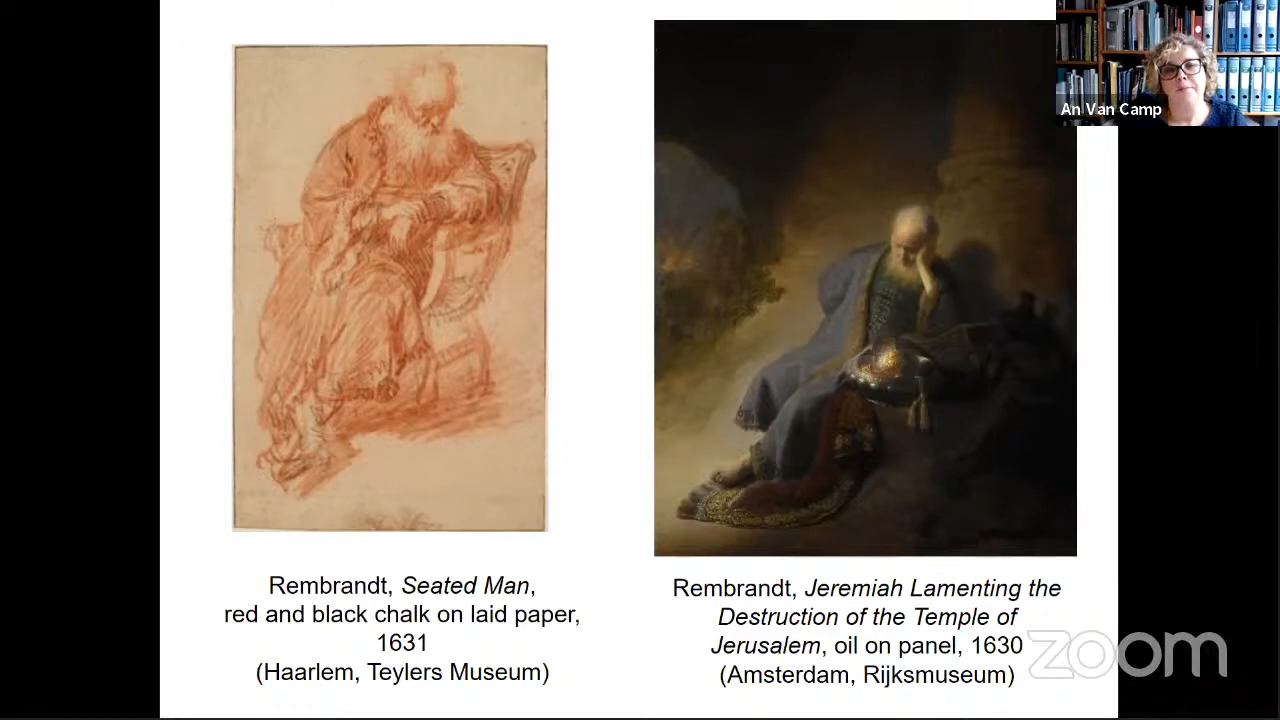 An Van Camp
Rembrandt, Seated Man,
red and black chalk on laid paper,
1631
(Haarlem, Teylers Museum)
Rembrandt, Jeremiah Lamenting the
Destruction of the Temple of
Jerusalem, oil on panel, 1630
(Amsterdam, Rijksmuseum)
zoom